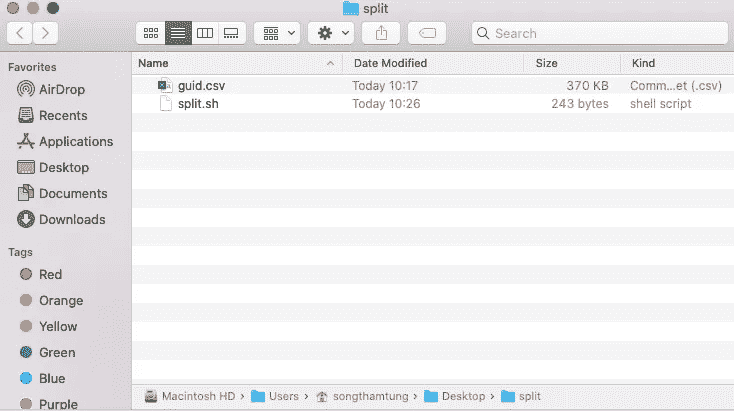 split
Search
Favorites
AirDrop
Recents
Applications
Desktop
Documents
Downloads
Tags
Red
Orange
Yellow
Green
Blue
Purple
Name Date Modified Size Kind
guid.csv Today 10:17 370 KB Comm...et (.csv)
split.sh Today 10:26 243 bytes shell script
Macintosh HD Users songthamtung Desktop split